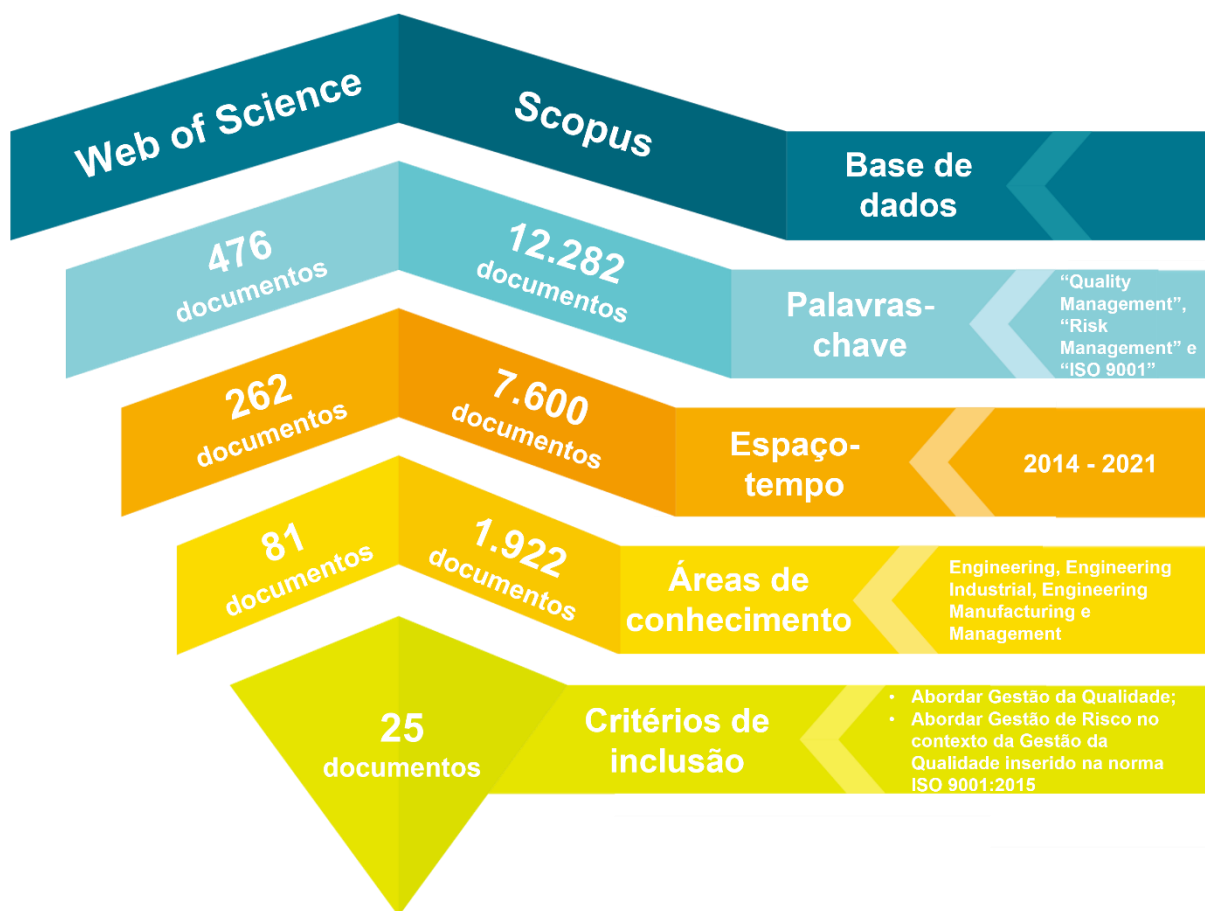 Web of Science
Scopus
Base de
dados
476
documentos
12.282
documentos
Palavras-
chave
“Quality
Management”,
“Risk
Management” e
“ISO 9001”
262
documentos
7.600
documentos
Espaço-
tempo
2014 - 2021
81
documentos
1.922
documentos
Áreas de
conhecimento
Engineering, Engineering
Industrial, Engineering
Manufacturing e
Management
25
documentos
Critérios de
inclusão
• Abordar Gestão da Qualidade;
• Abordar Gestão de Risco no
contexto da Gestão da
Qualidade inserido na norma
ISO 9001:2015